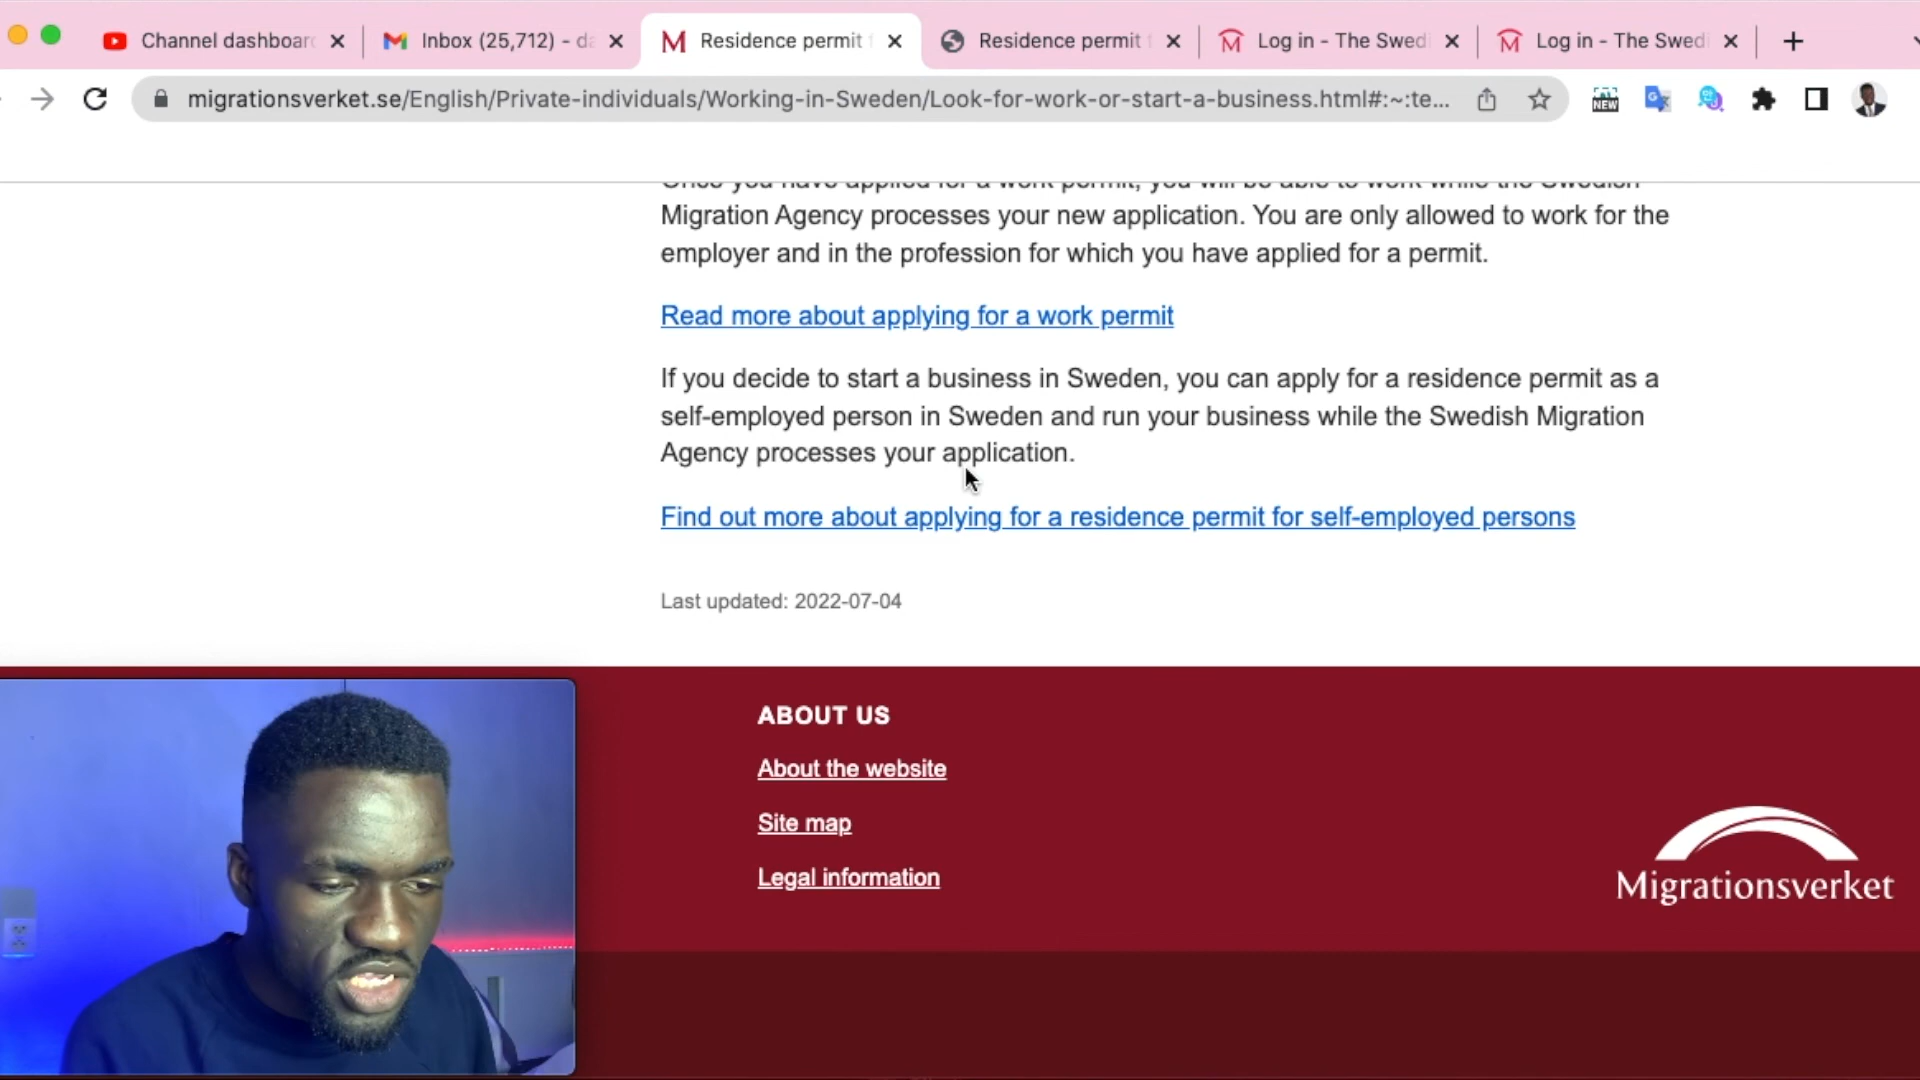 Channel dashboar
Inbox (25,712) - da
Residence permit f
Residence permit f
Log in - The Swed
Log in - The Swed
migrationsverket.se/English/Private-individuals/Working-in-Sweden/Look-for-work-or-start-a-business.html#:~:te...
NEW
Once you have applied for a work permit, you will be able to work while the Swedish
Migration Agency processes your new application. You are only allowed to work for the
employer and in the profession for which you have applied for a permit.
Read more about applying for a work permit
If you decide to start a business in Sweden, you can apply for a residence permit as a
self-employed person in Sweden and run your business while the Swedish Migration
Agency processes your application.
Find out more about applying for a residence permit for self-employed persons
Last updated: 2022-07-04
ABOUT US
About the website
Site map
Legal information
Migrationsverket